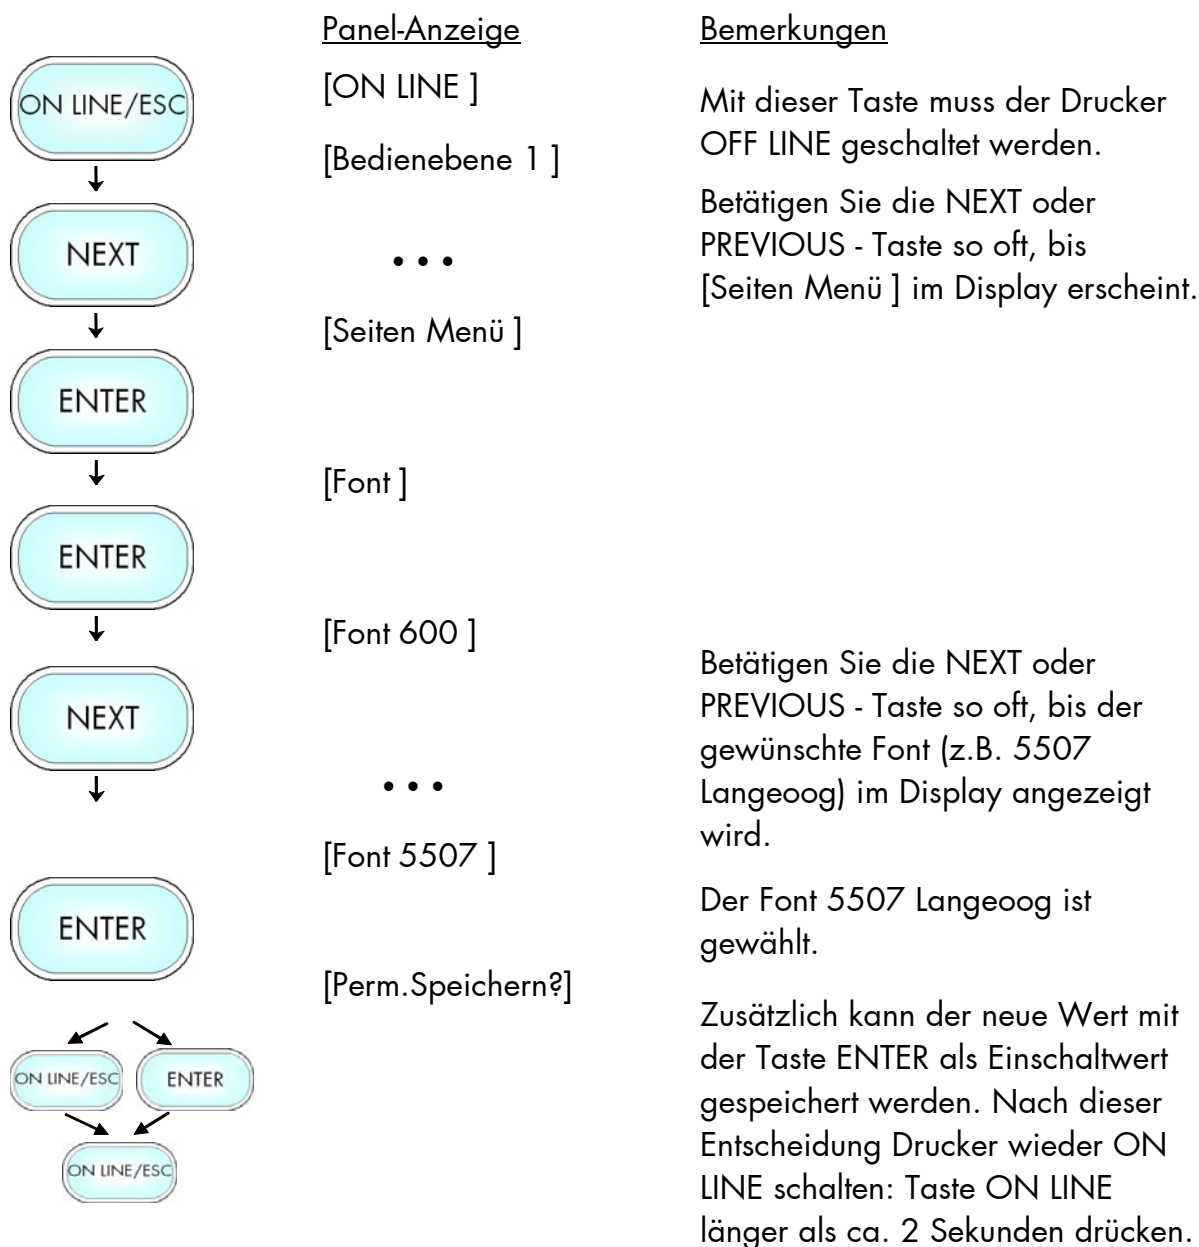 Panel-Anzeige
Bemerkungen
ON LINE/ESC
[ON LINE ]
Mit dieser Taste muss der Drucker
OFF LINE geschaltet werden.
[Bedienebene 1 ]
NEXT
• • •
Betätigen Sie die NEXT oder
PREVIOUS - Taste so oft, bis
[Seiten Menü ] im Display erscheint.
[Seiten Menü ]
ENTER
[Font ]
ENTER
[Font 600 ]
NEXT
Betätigen Sie die NEXT oder
PREVIOUS - Taste so oft, bis der
gewünschte Font (z.B. 5507
Langeoog) im Display angezeigt
wird.
• • •
[Font 5507 ]
ENTER
Der Font 5507 Langeoog ist
gewählt.
[Perm.Speichern?]
ON LINE/ESC
ENTER
ON LINE/ESC
Zusätzlich kann der neue Wert mit
der Taste ENTER als Einschaltwert
gespeichert werden. Nach dieser
Entscheidung Drucker wieder ON
LINE schalten: Taste ON LINE
länger als ca. 2 Sekunden drücken.